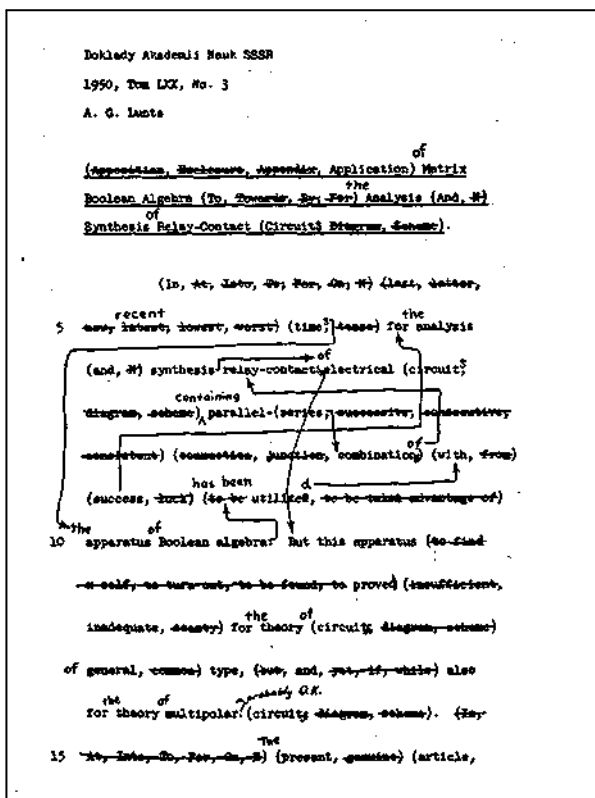 Doklady Akademii Nauk SSSR
1950, Tom LXX, No. 3
A. G. Lunts
of
(Apposition, Enclosure, Appendix, Application) Matrix
the
Boolean Algebra (To, Towards, By, For) Analysis (And, N)
of
Synthesis Relay-Contact (Circuits Diagram, Scheme).
(In, At, Into, To, For, On, N) (last, latter,
recent the
5 new, latest, lowest, worst) (time, tense) for analysis
of
(and, N) synthesis relay-contact electrical (circuit,
containing
diagram, scheme) parallel-(series, successive, consecutive,
of
consistent) (connection, junction, combination) (with, from)
has been d
(success, luck) (to be utilize, to be taken advantage of)
the of
10 apparatus Boolean algebra. But this apparatus (to find
self, to turn out, to be found, to proved) (insufficient,
the of
inadequate, scanty) for theory (circuit, diagram, scheme)
of general, common) type, (but, and, yet, if, while) also
the of probably O.K.
for theory multipolar (circuit, diagram, scheme). (In,
The
15 At, Into, To, For, On, N) (present, genuine) (article,